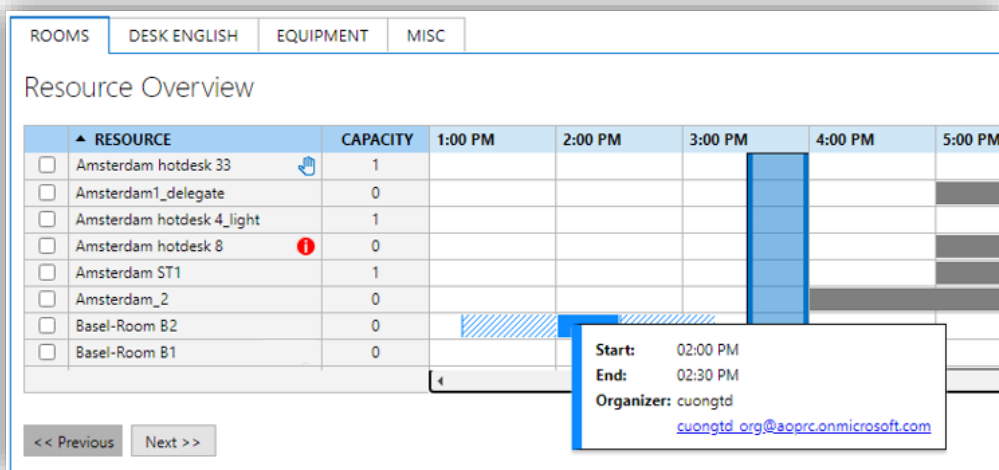 ROOMS DESK ENGLISH EQUIPMENT MISC
Resource Overview
▲ RESOURCE CAPACITY 1:00 PM 2:00 PM 3:00 PM 4:00 PM 5:00 PM
Amsterdam hotdesk 33 1
Amsterdam1_delegate 0
Amsterdam hotdesk 4_light 1
Amsterdam hotdesk 8 0
Amsterdam ST1 1
Amsterdam_2 0
Basel-Room B2 0
Basel-Room B1 0
Start: 02:00 PM
End: 02:30 PM
Organizer: cuongtd
cuongtd_org@aoprc.onmicrosoft.com
<< Previous Next >>